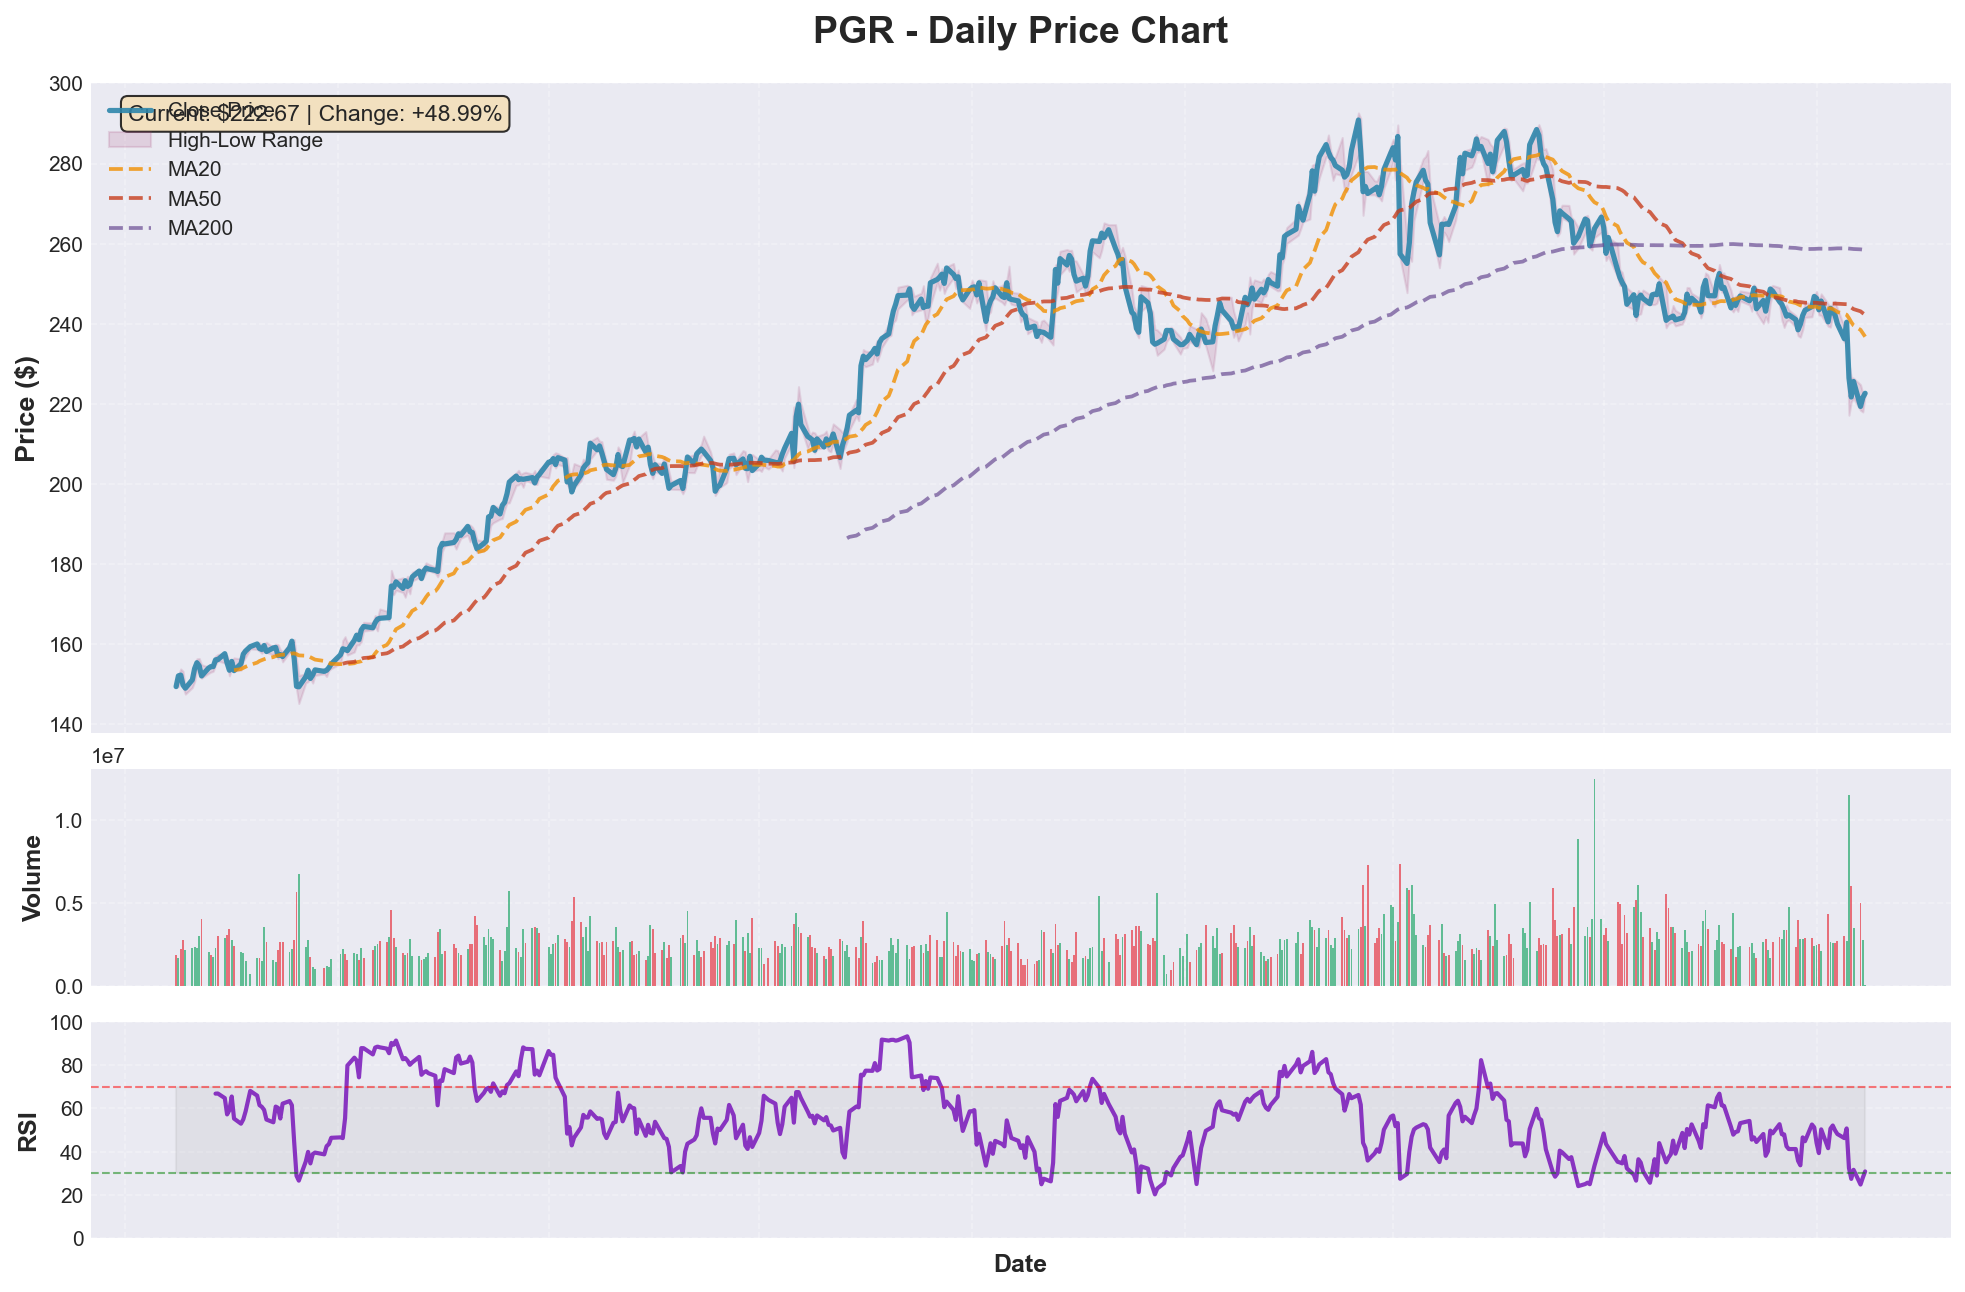 PGR - Daily Price Chart
Price ($)
300
280
260
240
220
200
180
160
140
Current: $222.67 | Change: +48.99%
Close Price
High-Low Range
MA20
MA50
MA200
1e7
Volume
1.0
0.5
0.0
RSI
100
80
60
40
20
0
Date